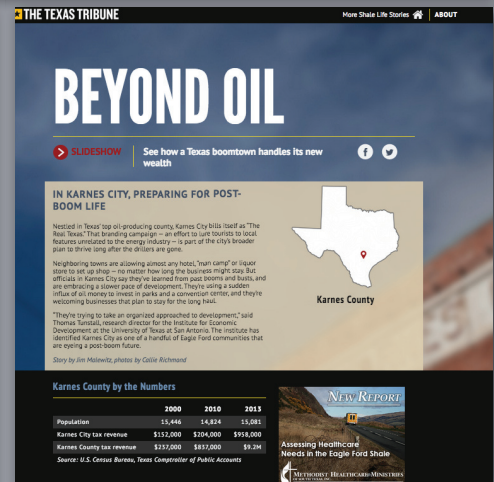 THE TEXAS TRIBUNE
More Shale Life Stories
ABOUT
BEYOND OIL
SLIDESHOW
See how a Texas boomtown handles its new
wealth
IN KARNES CITY, PREPARING FOR POST-
BOOM LIFE
Nestled in Texas' top oil-producing county, Karnes City bills itself as "The
Real Texas." That branding campaign — an effort to lure tourists to local
features unrelated to the energy industry — is part of the city's broader
plan to thrive long after the drillers are gone.
Neighboring towns are allowing almost any hotel, "man camp" or liquor
store to set up shop — no matter how long the business might stay. But
officials in Karnes City say they've learned from past booms and busts, and
are embracing a slower pace of development. They're using a sudden
influx of oil money to invest in parks and a convention center, and they're
welcoming businesses that plan to stay for the long haul.
"They're trying to take an organized approach to development," said
Thomas Tunstall, research director for the Institute for Economic
Development at the University of Texas at San Antonio. The institute has
identified Karnes City as one of a handful of Eagle Ford communities that
are eyeing a post-boom future.
Story by Jim Malewitz, photos by Callie Richmond
Karnes County
Karnes County by the Numbers
2000 2010 2013
Population 15,446 14,824 15,081
Karnes City tax revenue $152,000 $204,000 $958,000
Karnes County tax revenue $237,000 $837,000 $9.2M
Source: U.S. Census Bureau, Texas Comptroller of Public Accounts
NEW REPORT
Assessing Healthcare
Needs in the Eagle Ford Shale
METHODIST HEALTHCARE MINISTRIES
OF SOUTH TEXAS, INC.